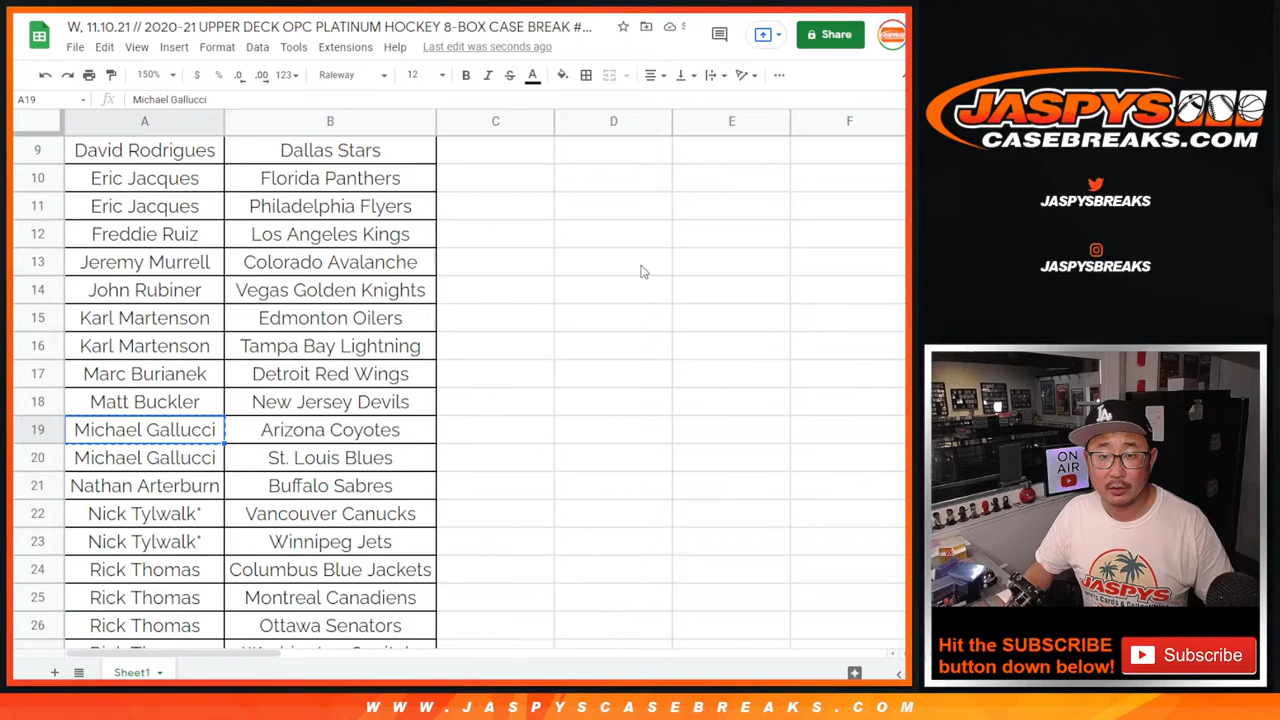 W, 11.10.21 // 2020-21 UPPER DECK OPC PLATINUM HOCKEY 8-BOX CASE BREAK #...
File Edit View Insert Format Data Tools Extensions Help Last edit was seconds ago
Share
150% $ % .0 .00 123 Raleway 12 B I S A
A19 fx Michael Gallucci
A B C D E F
9 David Rodrigues Dallas Stars
10 Eric Jacques Florida Panthers
11 Eric Jacques Philadelphia Flyers
12 Freddie Ruiz Los Angeles Kings
13 Jeremy Murrell Colorado Avalanche
14 John Rubiner Vegas Golden Knights
15 Karl Martenson Edmonton Oilers
16 Karl Martenson Tampa Bay Lightning
17 Marc Burianek Detroit Red Wings
18 Matt Buckler New Jersey Devils
19 Michael Gallucci Arizona Coyotes
20 Michael Gallucci St. Louis Blues
21 Nathan Arterburn Buffalo Sabres
22 Nick Tylwalk* Vancouver Canucks
23 Nick Tylwalk* Winnipeg Jets
24 Rick Thomas Columbus Blue Jackets
25 Rick Thomas Montreal Canadiens
26 Rick Thomas Ottawa Senators
Sheet1
JASPYS
CASEBREAKS.COM
JASPYSBREAKS
JASPYSBREAKS
ON
AIR
LA
JASPYS
Hit the SUBSCRIBE
button down below!
Subscribe
WWW.JASPYSCASEBREAKS.COM